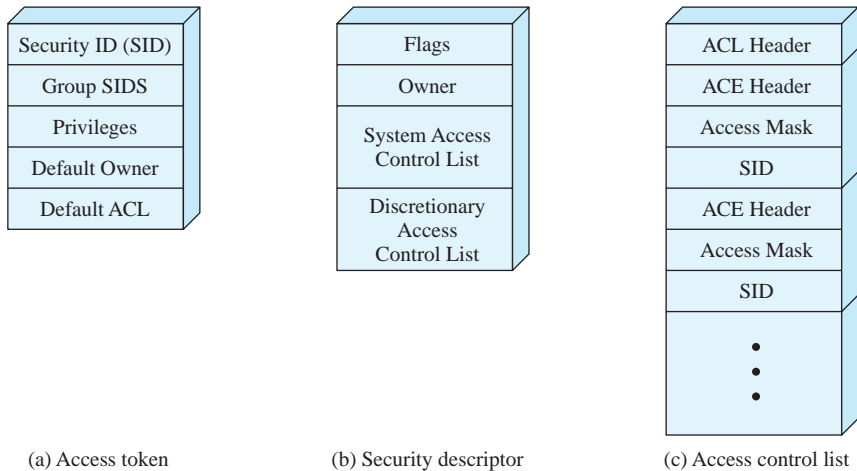 Security ID (SID)
Group SIDS
Privileges
Default Owner
Default ACL
(a) Access token
Flags
Owner
System Access
Control List
Discretionary
Access
Control List
(b) Security descriptor
ACL Header
ACE Header
Access Mask
SID
ACE Header
Access Mask
SID
(c) Access control list